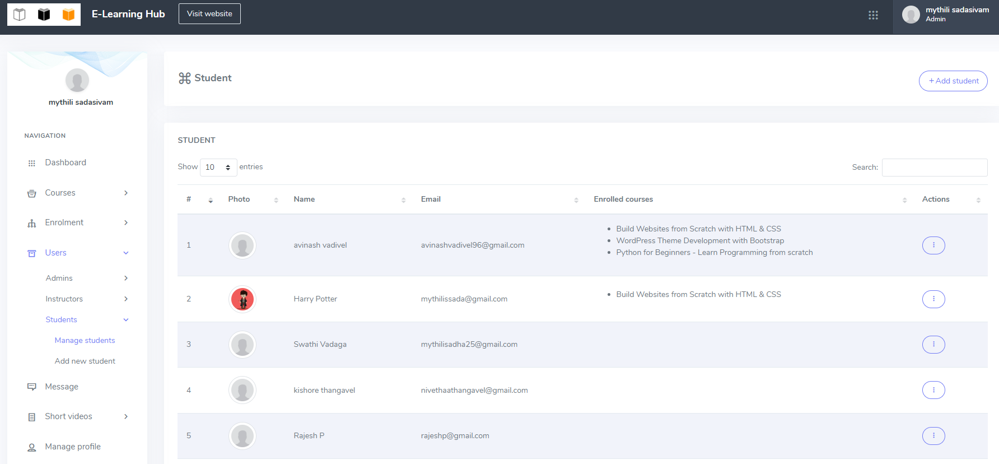 E-Learning Hub
Visit website
mythili sadasivam
Admin
mythili sadasivam
NAVIGATION
Dashboard
Courses
Enrolment
Users
Admins
Instructors
Students
Manage students
Add new student
Message
Short videos
Manage profile
Student
+ Add student
STUDENT
Show 10 entries
Search:
# Photo Name Email Enrolled courses Actions
1 avinash vadivel avinashvadivel96@gmail.com
• Build Websites from Scratch with HTML & CSS
• WordPress Theme Development with Bootstrap
• Python for Beginners - Learn Programming from scratch
2 Harry Potter mythilissada@gmail.com
• Build Websites from Scratch with HTML & CSS
3 Swathi Vadaga mythilisadha25@gmail.com
4 kishore thangavel nivethaathangavel@gmail.com
5 Rajesh P rajeshp@gmail.com